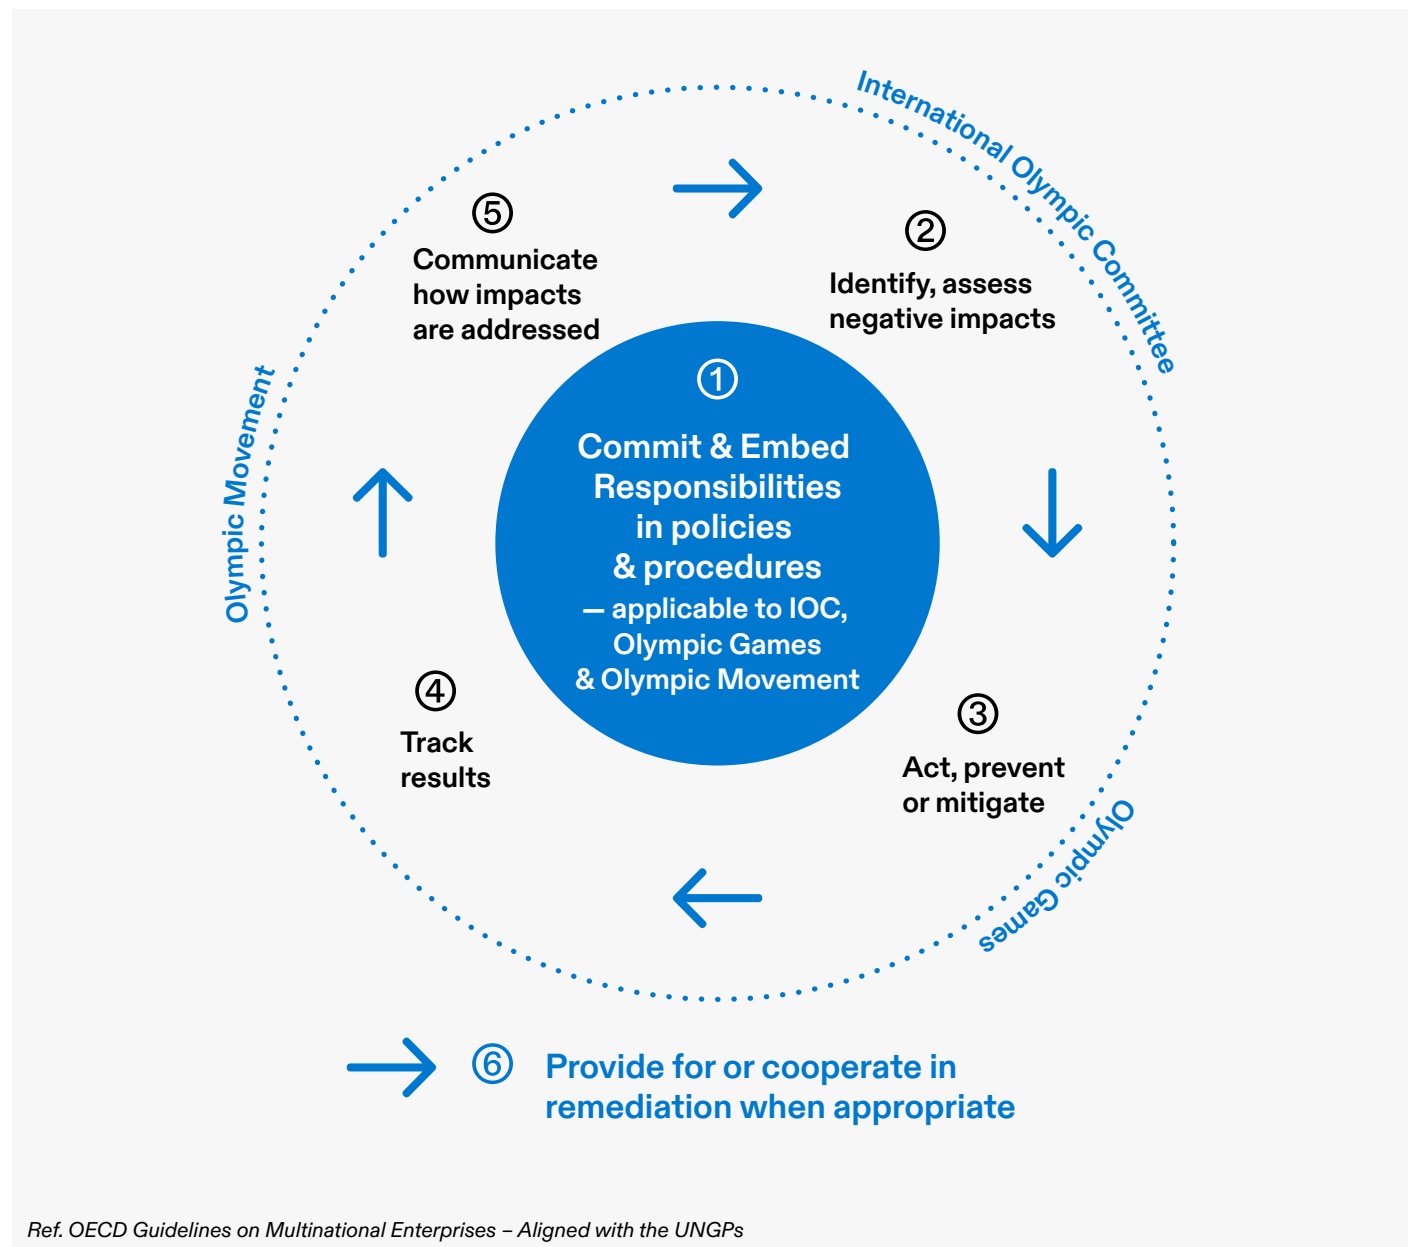 International Olympic Committee
⑤
Communicate
how impacts
are addressed
②
Identify, assess
negative impacts
①
Commit & Embed
Responsibilities
in policies
& procedures
— applicable to IOC,
Olympic Games
& Olympic Movement
Olympic Movement
④
Track
results
③
Act, prevent
or mitigate
Olympic Games
⑥
Provide for or cooperate in
remediation when appropriate
Ref. OECD Guidelines on Multinational Enterprises – Aligned with the UNGPs